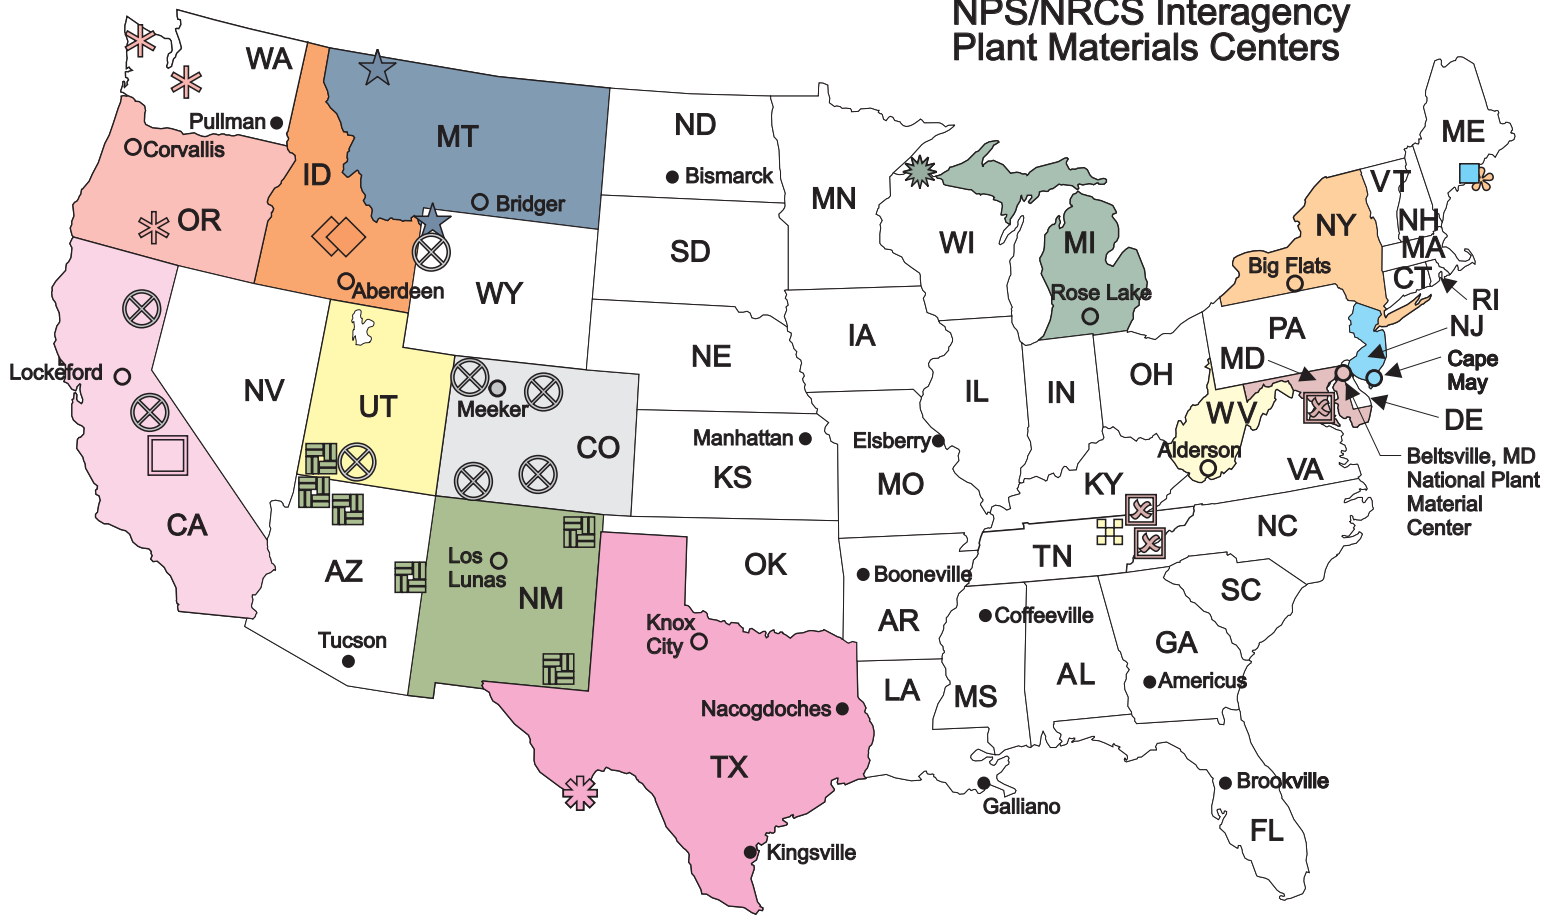 NPS/NRCS Interagency
Plant Materials Centers
WA
Pullman
Corvallis
OR
ID
MT
Bridger
Aberdeen
WY
ND
Bismarck
SD
MN
WI
MI
Rose Lake
ME
VT
NH
MA
CT
RI
NY
Big Flats
NJ
Cape
May
PA
MD
DE
Beltsville, MD
National Plant
Material
Center
Lockeford
NV
CA
UT
Meeker
CO
NE
IA
IL
IN
OH
WV
Alderson
VA
KY
Manhattan
KS
Elsberry
MO
AZ
Tucson
Los
Lunas
NM
OK
Booneville
AR
TN
NC
SC
Coffeeville
MS
AL
GA
Americus
Knox
City
Nacogdoches
LA
TX
Kingsville
Galliano
Brookville
FL